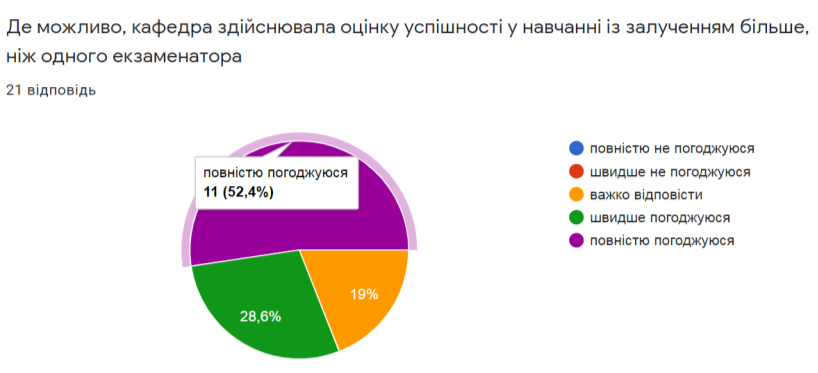 Де можливо, кафедра здійснювала оцінку успішності у навчанні із залученням більше,
ніж одного екзаменатора
21 відповідь
повністю погоджуюся
11 (52,4%)
19%
28,6%
повністю не погоджуюся
швидше не погоджуюся
важко відповісти
швидше погоджуюся
повністю погоджуюся